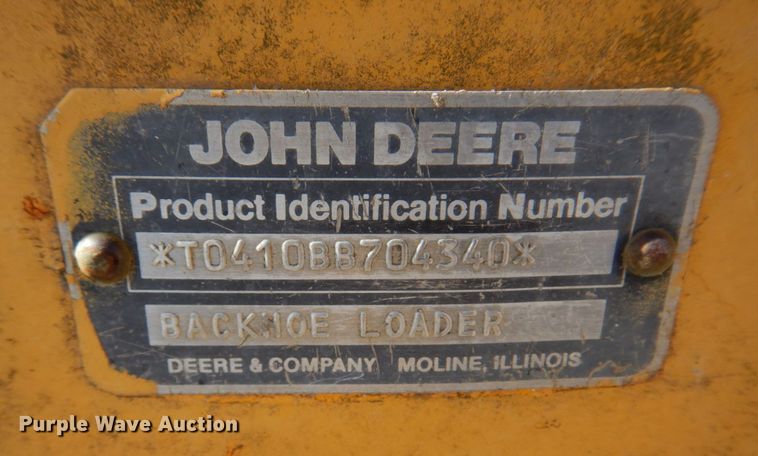 JOHN DEERE
Product Identification Number
*T0410BB704340*
BACKHOE LOADER
DEERE & COMPANY MOLINE, ILLINOIS
Purple Wave Auction